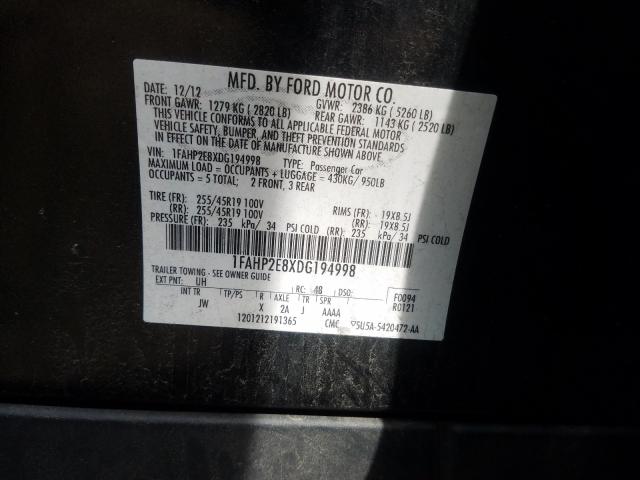 MFD. BY FORD MOTOR CO.
DATE: 12/12 GVWR: 2386 KG ( 5260 LB)
FRONT GAWR: 1279 KG ( 2820 LB) REAR GAWR: 1143 KG ( 2520 LB)
THIS VEHICLE CONFORMS TO ALL APPLICABLE FEDERAL MOTOR
VEHICLE SAFETY, BUMPER, AND THEFT PREVENTION STANDARDS
IN EFFECT ON THE DATE OF MANUFACTURE SHOWN ABOVE.
VIN: 1FAHP2E8XDG194998 TYPE: Passenger Car
MAXIMUM LOAD = OCCUPANTS + LUGGAGE = 430KG/ 950LB
OCCUPANTS = 5 TOTAL; 2 FRONT, 3 REAR
TIRE (FR): 255/45R19 100V RIMS (FR): 19X8.5J
(RR): 255/45R19 100V (RR): 19X8.5J
PRESSURE (FR): 235 kPa/ 34 PSI COLD (RR): 235 kPa/ 34 PSI COLD
1FAHP2E8XDG194998
TRAILER TOWING - SEE OWNER GUIDE
EXT PNT: UH RC: 48 F0094
INT TR TP/PS R AXLE TR SPR R0121
JW X 2A J AAAA
1201212191365 CMC 5U5A-5420472-AA